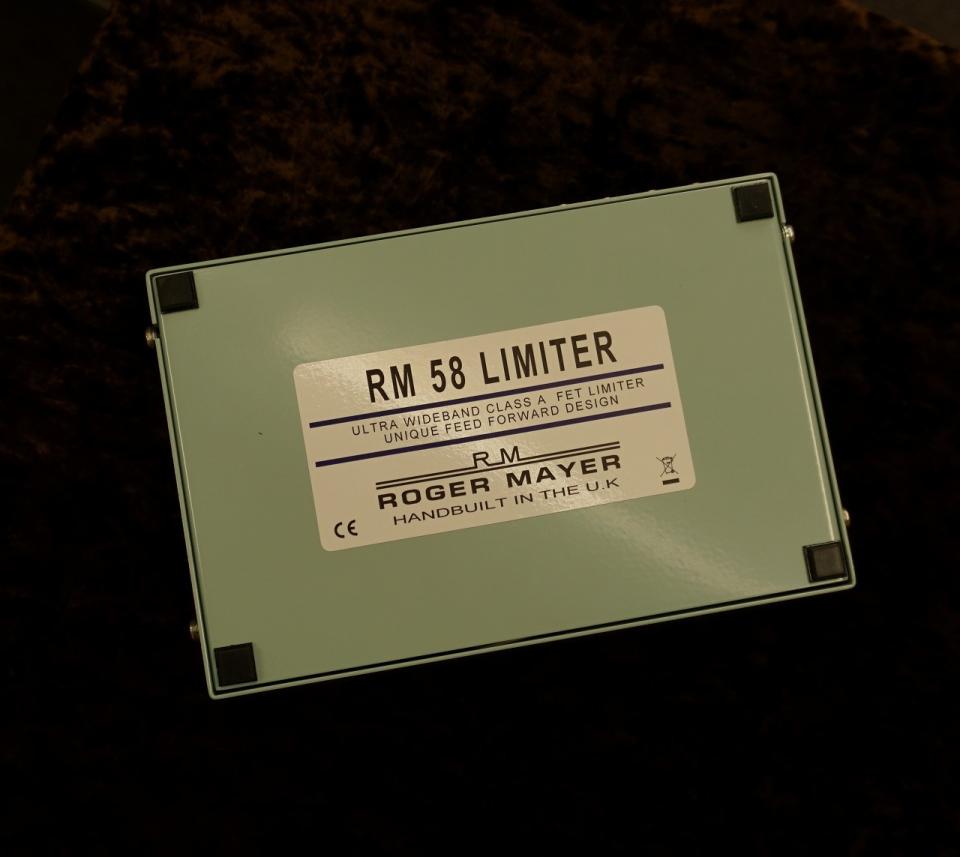 RM 58 LIMITER
ULTRA WIDEBAND CLASS A FET LIMITER
UNIQUE FEED FORWARD DESIGN
RM
ROGER MAYER
HANDBUILT IN THE U.K
CE